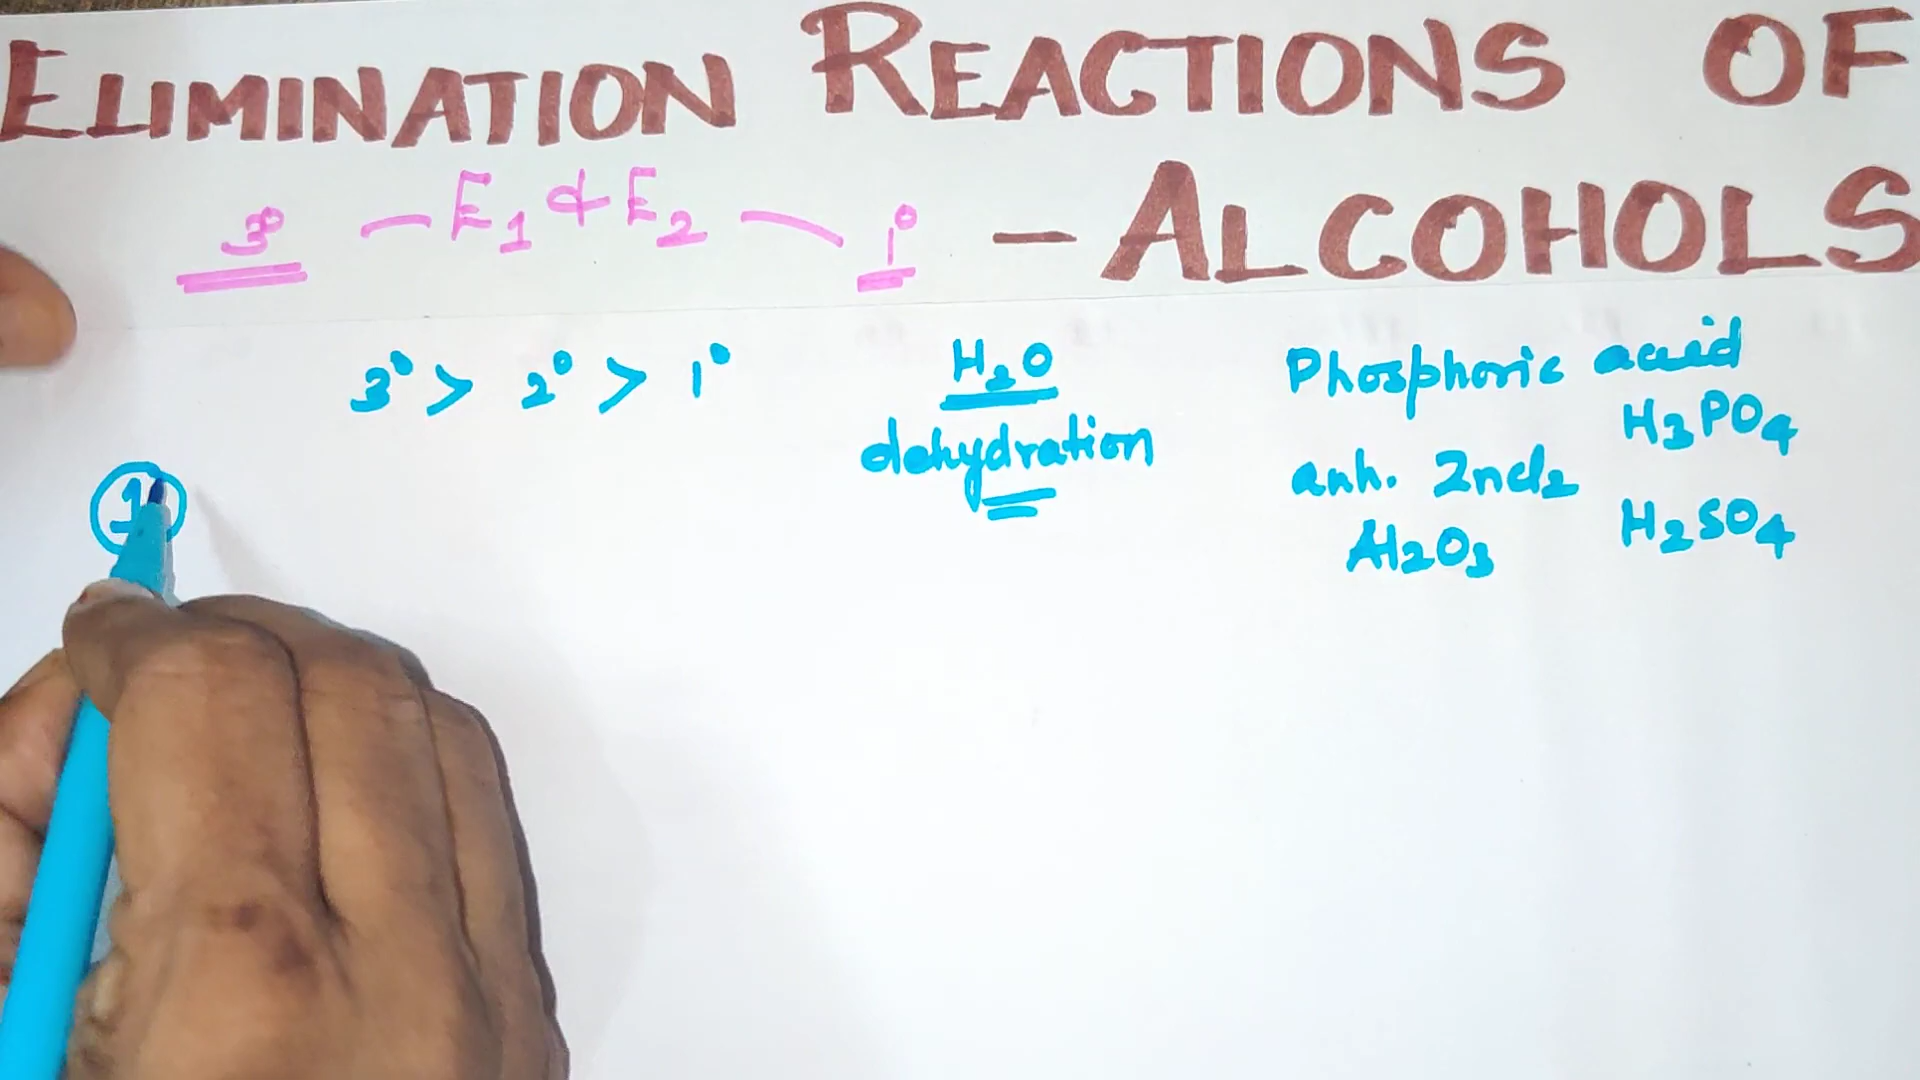 ELIMINATION REACTIONS OF
3° — E1 & E2 — 1° – ALCOHOLS
3° > 2° > 1°
H2O
dehydration
Phosphoric acid
H3PO4
anh. Zncl2
H2SO4
Al2O3
1